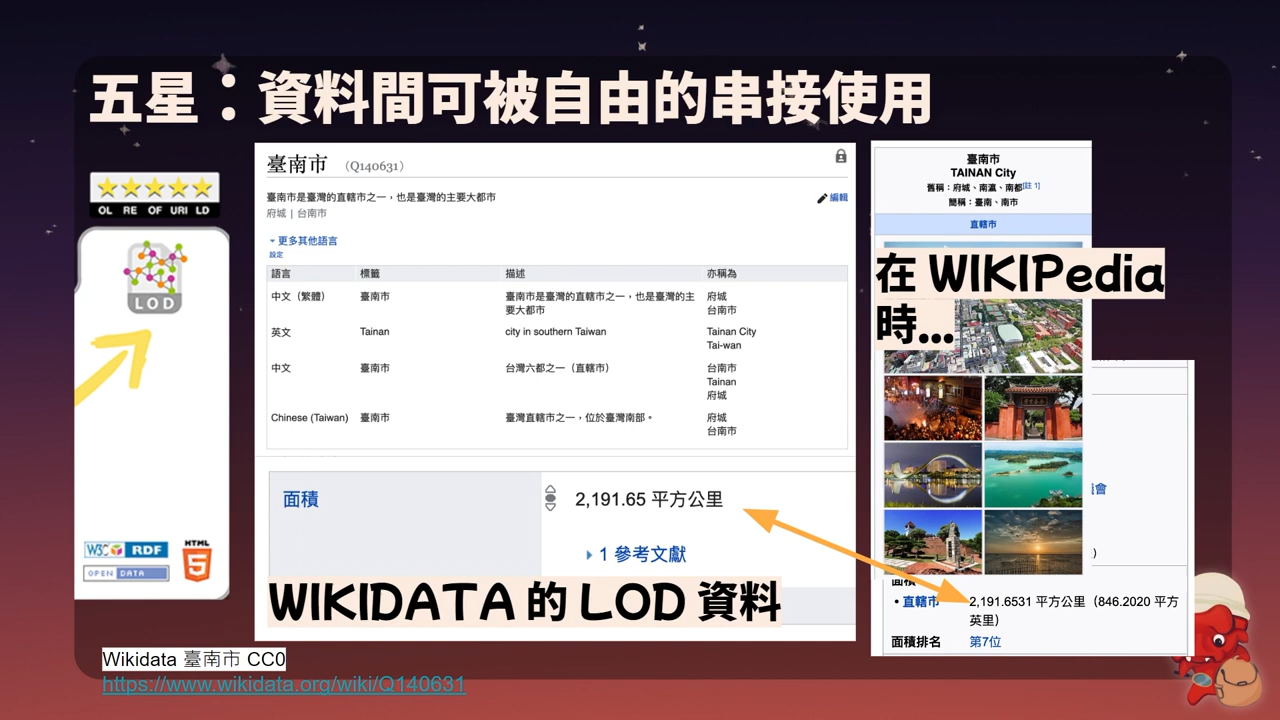 五星：資料間可被自由的串接使用
OL RE OF URI LD
LOD
W3C RDF
OPEN DATA
HTML
5
臺南市 （Q140631）
臺南市是臺灣的直轄市之一，也是臺灣的主要大都市
府城 | 台南市
編輯
更多其他語言
設定
語言 標籤 描述 亦稱為
中文（繁體） 臺南市 臺南市是臺灣的直轄市之一，也是臺灣的主要大都市 府城
台南市
英文 Tainan city in southern Taiwan Tainan City
Tai-wan
中文 臺南市 台灣六都之一（直轄市） 台南市
Tainan
府城
Chinese (Taiwan) 臺南市 臺灣直轄市之一，位於臺灣南部。 府城
台南市
面積 2,191.65 平方公里
1 參考文獻
WIKIDATA 的 LOD 資料
臺南市
TAINAN City
舊稱：府城、南瀛、南都[註 1]
簡稱：臺南、南市
直轄市
在 WIKIPedia
時...
會
面積
• 直轄市 2,191.6531 平方公里（846.2020 平方
英里）
面積排名 第7位
Wikidata 臺南市 CC0
https://www.wikidata.org/wiki/Q140631